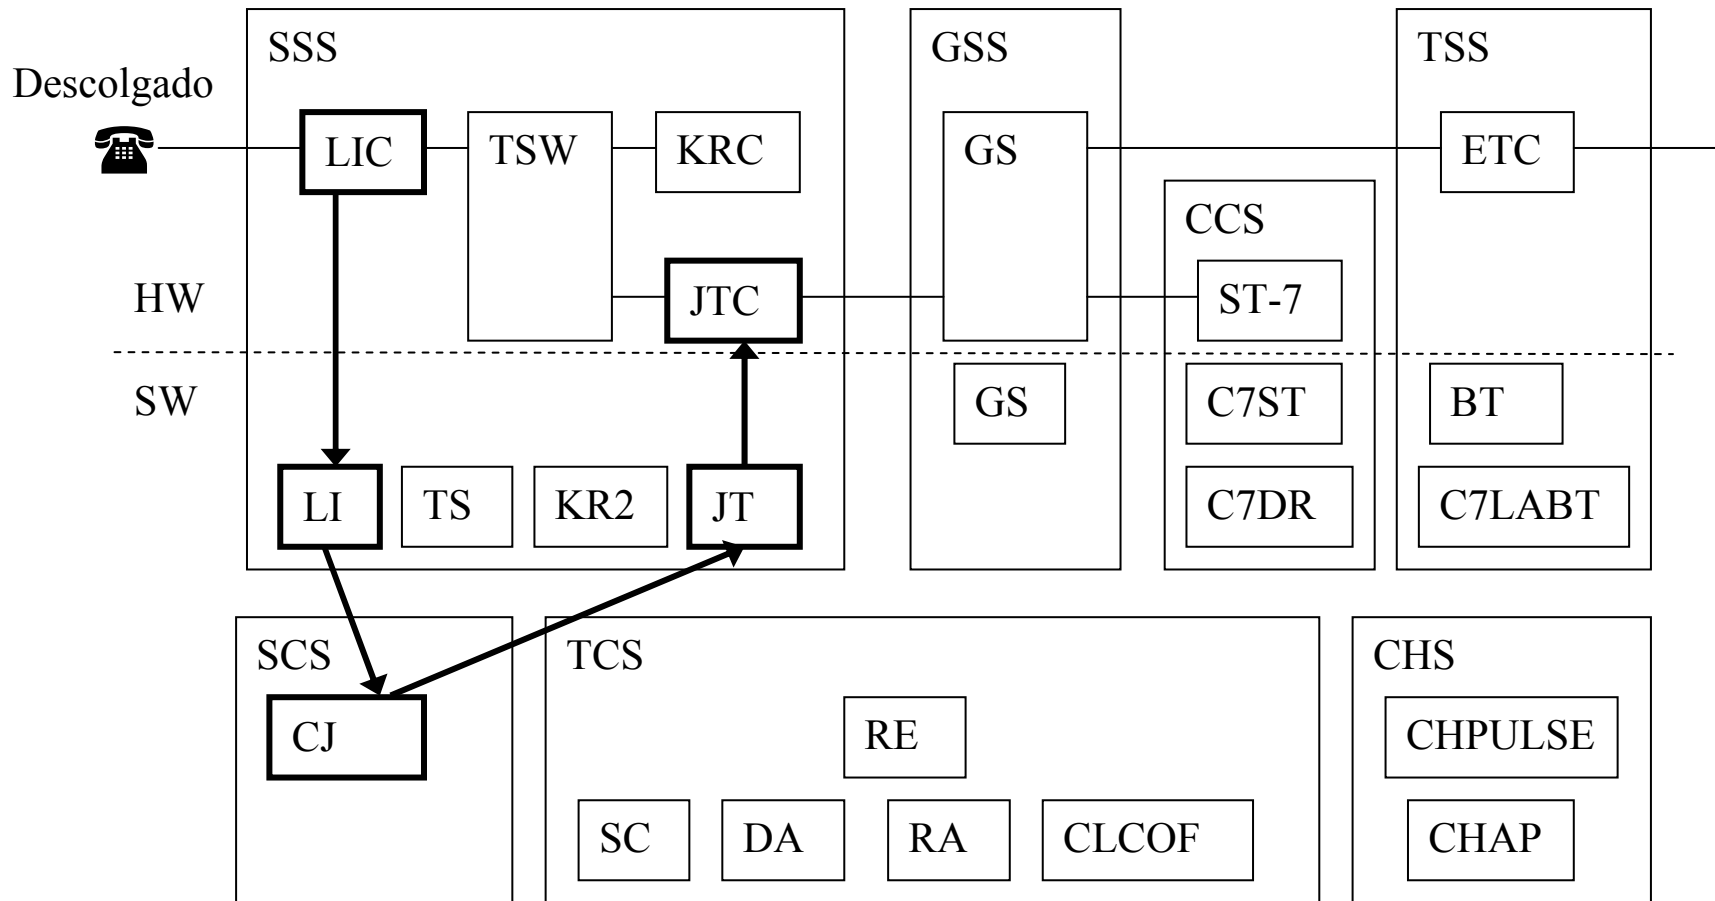 SSS
GSS
TSS
Descolgado
LIC
TSW
KRC
GS
ETC
CCS
HW
JTC
ST-7
SW
GS
C7ST
BT
LI
TS
KR2
JT
C7DR
C7LABT
SCS
TCS
CHS
CJ
RE
CHPULSE
SC
DA
RA
CLCOF
CHAP